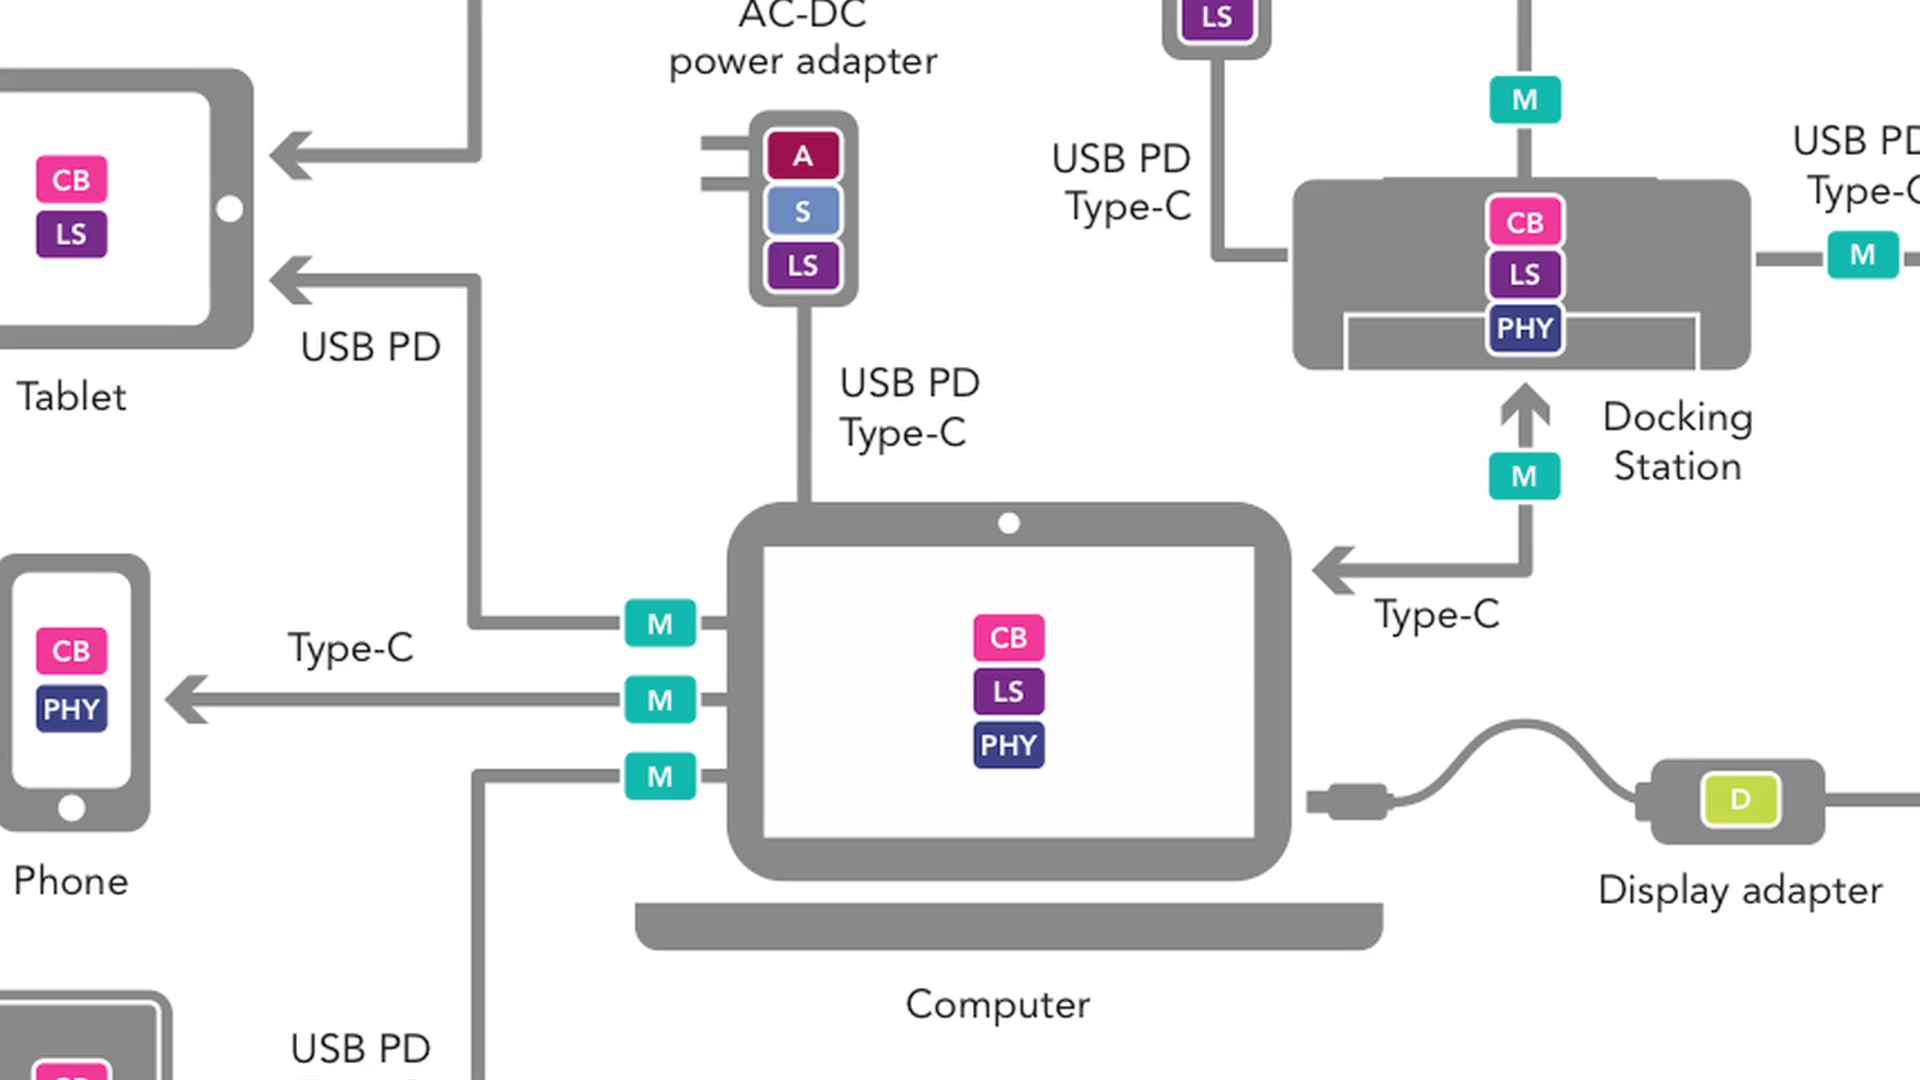 AC-DC
power adapter
LS
M
USB PD
Type-C
A
S
LS
CB
LS
USB PD
Type-C
M
CB
LS
PHY
USB PD
Tablet
USB PD
Type-C
Docking
Station
M
Type-C
CB
PHY
Phone
Type-C
M
M
M
CB
LS
PHY
D
Display adapter
Computer
USB PD